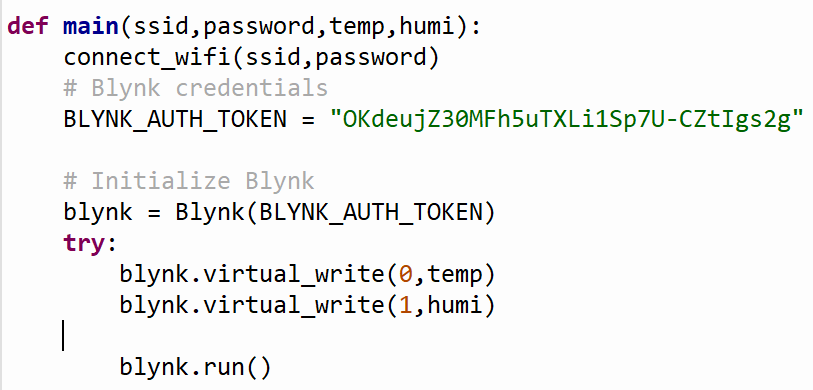 def main(ssid,password,temp,humi):
    connect_wifi(ssid,password)
    # Blynk credentials
    BLYNK_AUTH_TOKEN = "OKdeujZ30MFh5uTXLi1Sp7U-CZtIgs2g"

    # Initialize Blynk
    blynk = Blynk(BLYNK_AUTH_TOKEN)
    try:
        blynk.virtual_write(0,temp)
        blynk.virtual_write(1,humi)

        blynk.run()